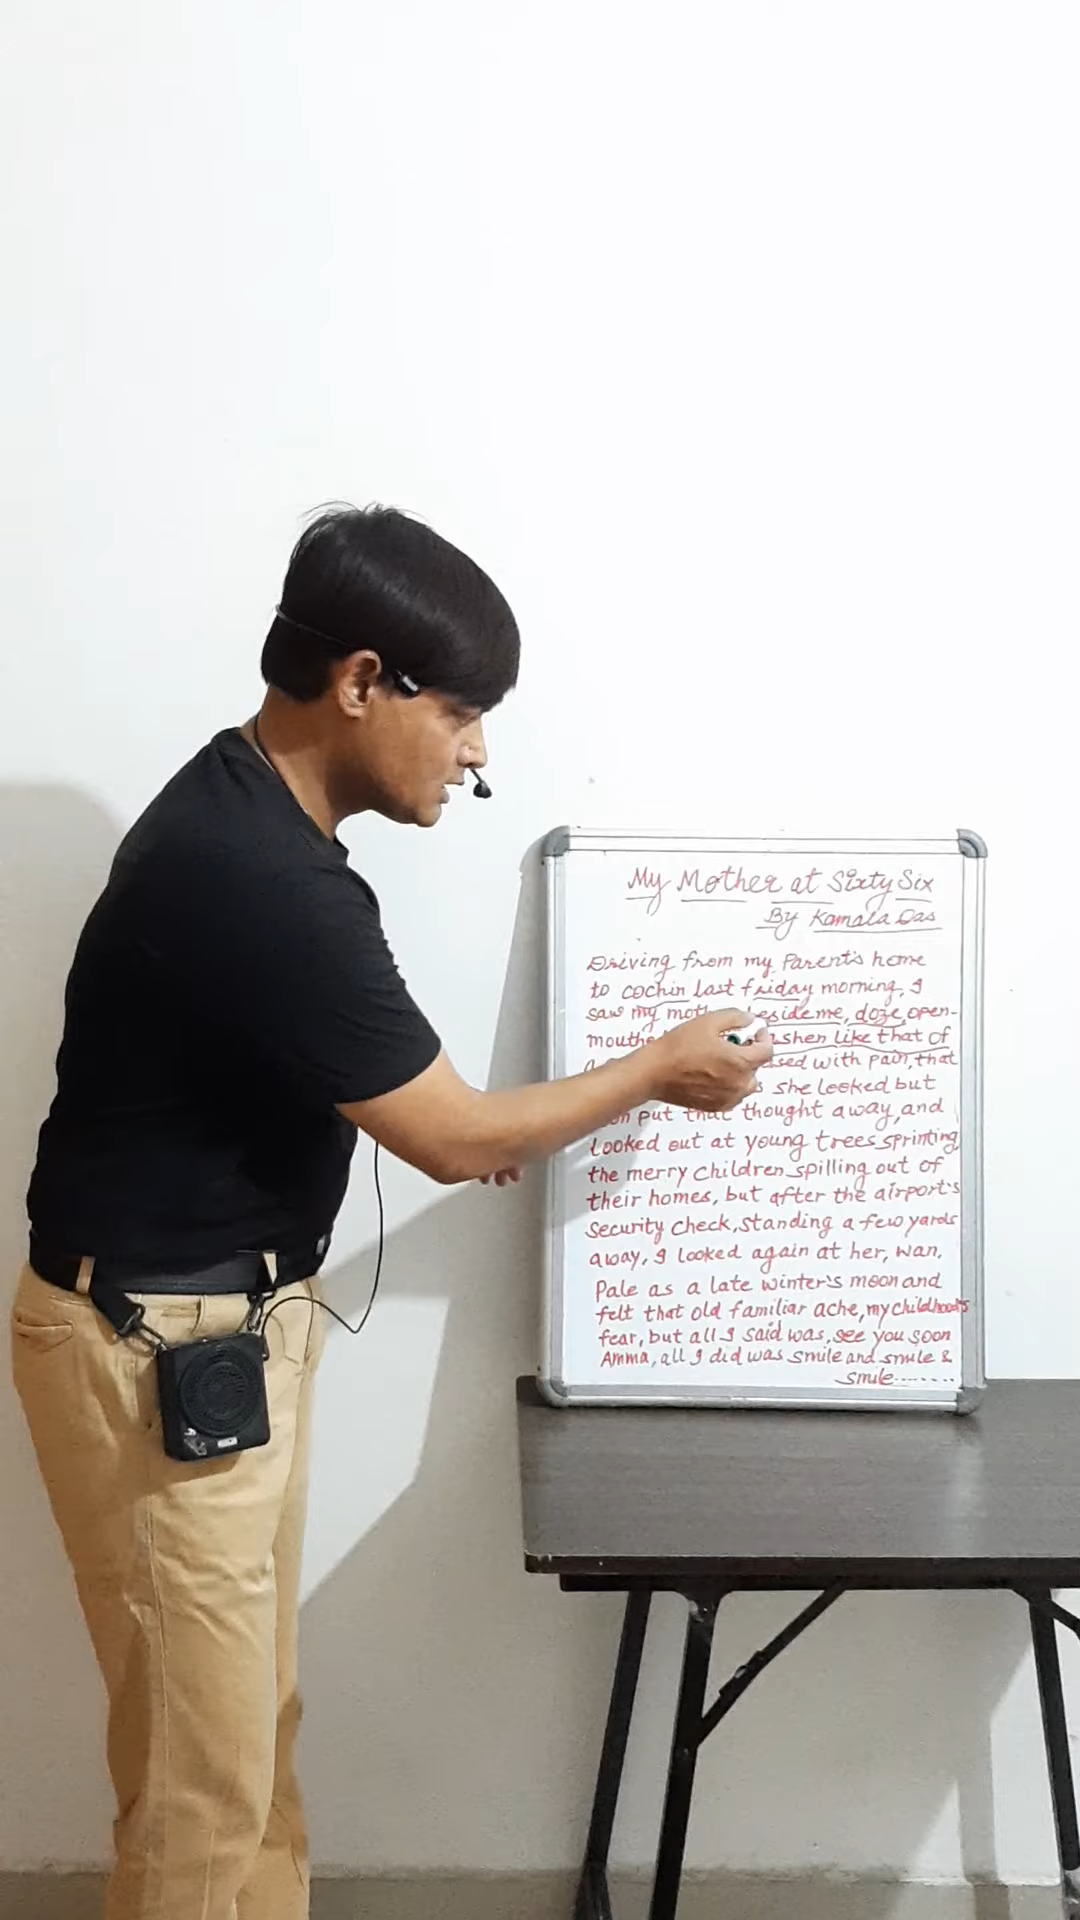 My Mother at Sixty Six
By Kamala Das
Driving from my Parent's home
to cochin last friday morning, I
saw my beside me, doze, open-
ashen like that of
with pain, that
she looked but
put that thought away, and
looked out at young trees sprinting
the merry children spilling out of
their homes, but after the airport's
security check, standing a few yards
away, I looked again at her, wan.
Pale as a late winter's moon and
felt that old familiar ache, my childhood's
fear, but all I said was, see you soon
Amma, all I did was smile and smile &
smile........